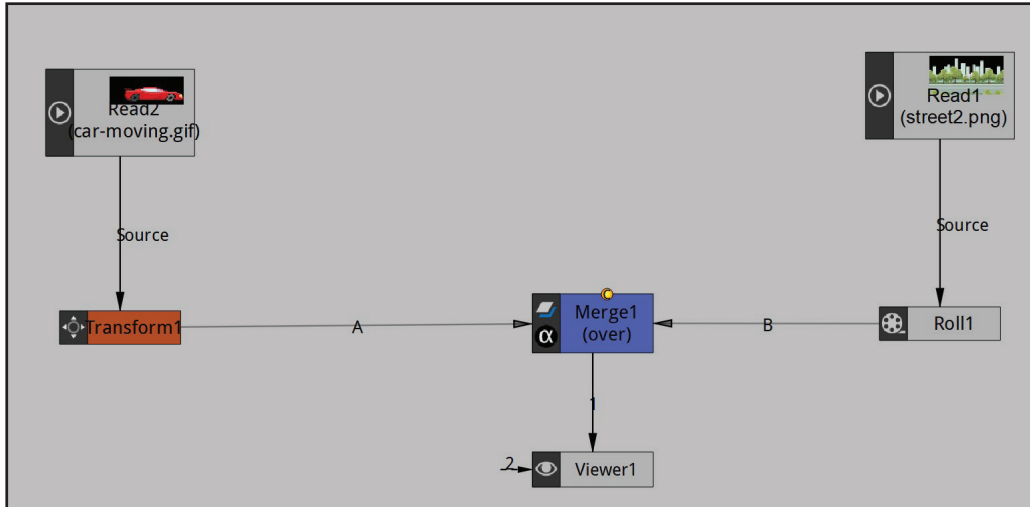 Read2
(car-moving.gif)
Read1
(street2.png)
Source
Source
Transform1
A
Merge1
(over)
α
B
Roll1
1
2
Viewer1